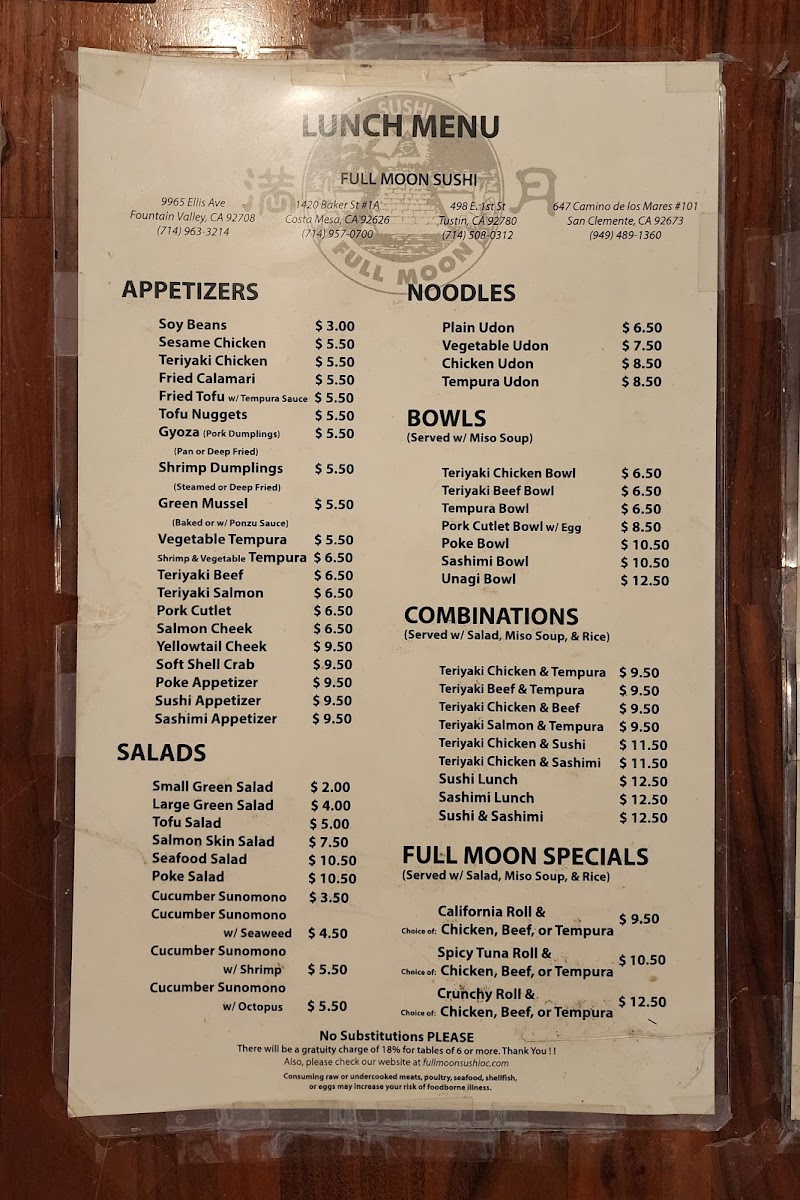 SUSHI
LUNCH MENU
満 月
FULL MOON SUSHI
9965 Ellis Ave
Fountain Valley, CA 92708
(714) 963-3214
1420 Baker St #1A
Costa Mesa, CA 92626
(714) 957-0700
498 E. 1st St
Tustin, CA 92780
(714) 508-0312
647 Camino de los Mares #101
San Clemente, CA 92673
(949) 489-1360
FULL MOON
APPETIZERS
Soy Beans $ 3.00
Sesame Chicken $ 5.50
Teriyaki Chicken $ 5.50
Fried Calamari $ 5.50
Fried Tofu w/ Tempura Sauce $ 5.50
Tofu Nuggets $ 5.50
Gyoza (Pork Dumplings) $ 5.50
(Pan or Deep Fried)
Shrimp Dumplings $ 5.50
(Steamed or Deep Fried)
Green Mussel $ 5.50
(Baked or w/ Ponzu Sauce)
Vegetable Tempura $ 5.50
Shrimp & Vegetable Tempura $ 6.50
Teriyaki Beef $ 6.50
Teriyaki Salmon $ 6.50
Pork Cutlet $ 6.50
Salmon Cheek $ 6.50
Yellowtail Cheek $ 9.50
Soft Shell Crab $ 9.50
Poke Appetizer $ 9.50
Sushi Appetizer $ 9.50
Sashimi Appetizer $ 9.50
SALADS
Small Green Salad $ 2.00
Large Green Salad $ 4.00
Tofu Salad $ 5.00
Salmon Skin Salad $ 7.50
Seafood Salad $ 10.50
Poke Salad $ 10.50
Cucumber Sunomono $ 3.50
Cucumber Sunomono
w/ Seaweed $ 4.50
Cucumber Sunomono
w/ Shrimp $ 5.50
Cucumber Sunomono
w/ Octopus $ 5.50
NOODLES
Plain Udon $ 6.50
Vegetable Udon $ 7.50
Chicken Udon $ 8.50
Tempura Udon $ 8.50
BOWLS
(Served w/ Miso Soup)
Teriyaki Chicken Bowl $ 6.50
Teriyaki Beef Bowl $ 6.50
Tempura Bowl $ 6.50
Pork Cutlet Bowl w/ Egg $ 8.50
Poke Bowl $ 10.50
Sashimi Bowl $ 10.50
Unagi Bowl $ 12.50
COMBINATIONS
(Served w/ Salad, Miso Soup, & Rice)
Teriyaki Chicken & Tempura $ 9.50
Teriyaki Beef & Tempura $ 9.50
Teriyaki Chicken & Beef $ 9.50
Teriyaki Salmon & Tempura $ 9.50
Teriyaki Chicken & Sushi $ 11.50
Teriyaki Chicken & Sashimi $ 11.50
Sushi Lunch $ 12.50
Sashimi Lunch $ 12.50
Sushi & Sashimi $ 12.50
FULL MOON SPECIALS
(Served w/ Salad, Miso Soup, & Rice)
California Roll & $ 9.50
Choice of: Chicken, Beef, or Tempura
Spicy Tuna Roll & $ 10.50
Choice of: Chicken, Beef, or Tempura
Crunchy Roll & $ 12.50
Choice of: Chicken, Beef, or Tempura
No Substitutions PLEASE
There will be a gratuity charge of 18% for tables of 6 or more. Thank You ! !
Also, please check our website at fullmoonsushioc.com
Consuming raw or undercooked meats, poultry, seafood, shellfish,
or eggs may increase your risk of foodborne illness.